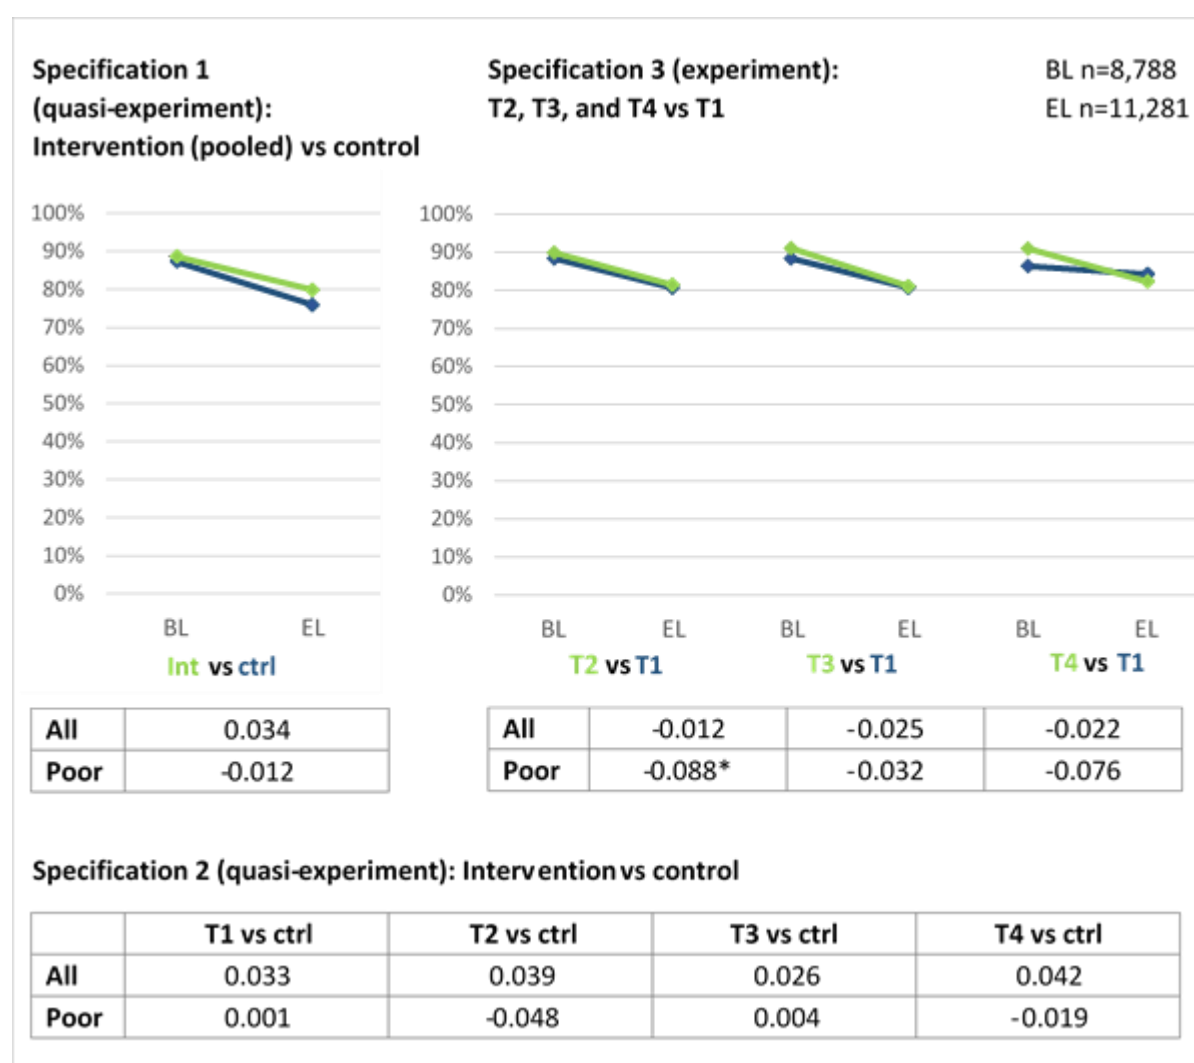 Specification 1
(quasi-experiment):
Intervention (pooled) vs control
Specification 3 (experiment):
T2, T3, and T4 vs T1
BL n=8,788
EL n=11,281
100%
90%
80%
70%
60%
50%
40%
30%
20%
10%
0%
BL EL
Int vs ctrl
100%
90%
80%
70%
60%
50%
40%
30%
20%
10%
0%
BL EL BL EL BL EL
T2 vs T1 T3 vs T1 T4 vs T1
All 0.034
Poor -0.012
All -0.012 -0.025 -0.022
Poor -0.088* -0.032 -0.076
Specification 2 (quasi-experiment): Intervention vs control
T1 vs ctrl T2 vs ctrl T3 vs ctrl T4 vs ctrl
All 0.033 0.039 0.026 0.042
Poor 0.001 -0.048 0.004 -0.019